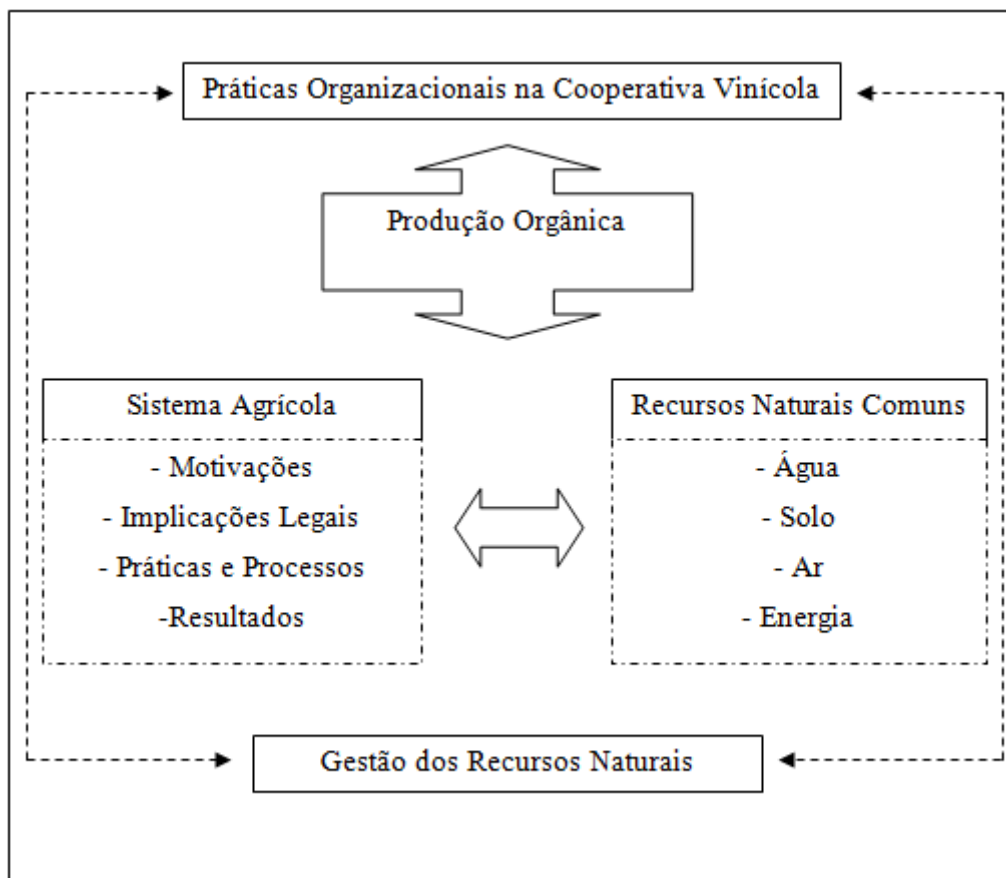 Práticas Organizacionais na Cooperativa Vinícola
Produção Orgânica
Sistema Agrícola
- Motivações
- Implicações Legais
- Práticas e Processos
-Resultados
Recursos Naturais Comuns
- Água
- Solo
- Ar
- Energia
Gestão dos Recursos Naturais